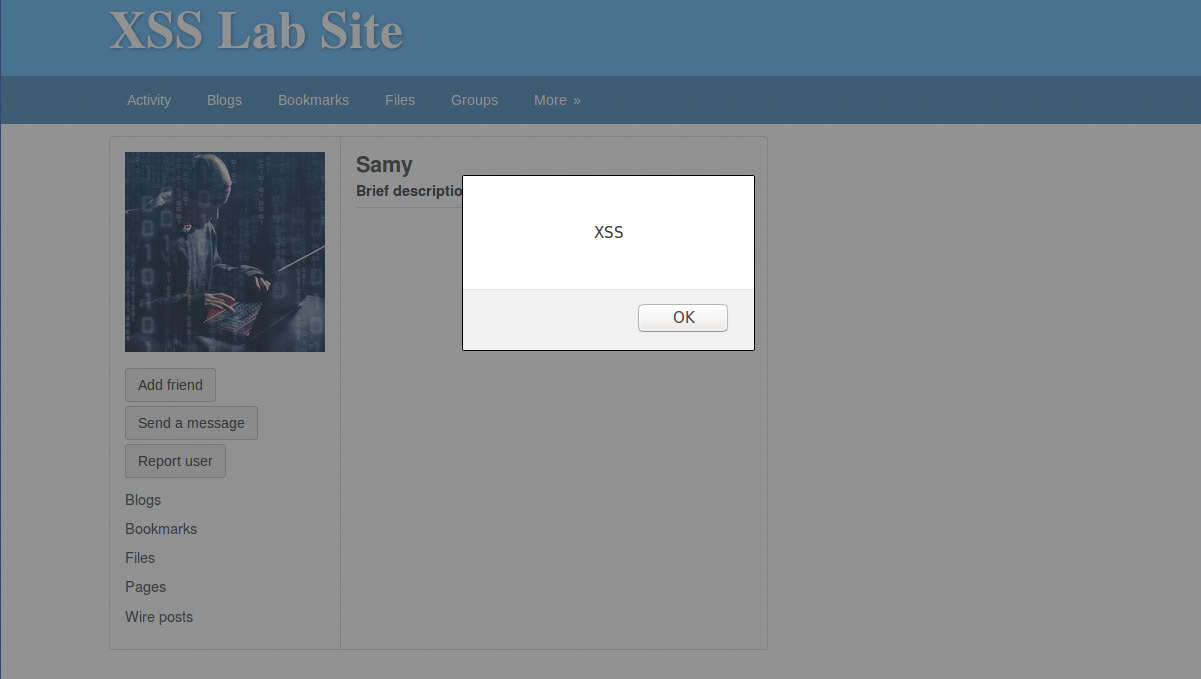 XSS Lab Site
Activity Blogs Bookmarks Files Groups More »
Samy
Brief descriptio
XSS
OK
Add friend
Send a message
Report user
Blogs
Bookmarks
Files
Pages
Wire posts